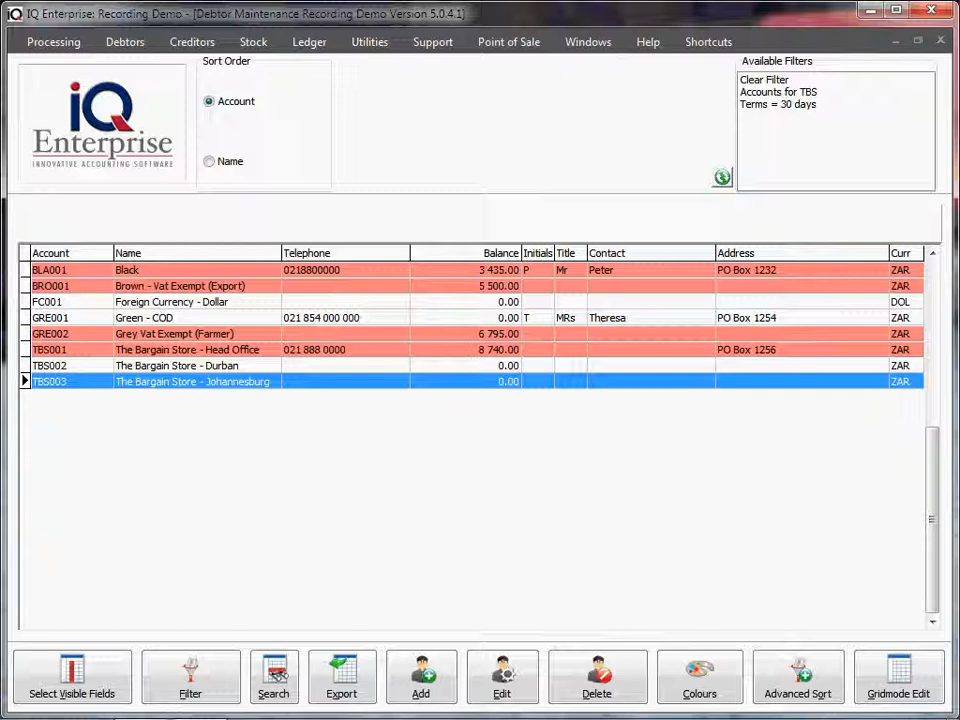 IQ Enterprise: Recording Demo - [Debtor Maintenance Recording Demo Version 5.0.4.1]
Processing Debtors Creditors Stock Ledger Utilities Support Point of Sale Windows Help Shortcuts
iQ
Enterprise
INNOVATIVE ACCOUNTING SOFTWARE
Sort Order
Account
Name
Available Filters
Clear Filter
Accounts for TBS
Terms = 30 days
Account Name Telephone Balance Initials Title Contact Address Curr
BLA001 Black 0218800000 3 435.00 P Mr Peter PO Box 1232 ZAR
BRO001 Brown - Vat Exempt (Export) 5 500.00 ZAR
FC001 Foreign Currency - Dollar 0.00 DOL
GRE001 Green - COD 021 854 000 000 0.00 T MRs Theresa PO Box 1254 ZAR
GRE002 Grey Vat Exempt (Farmer) 6 795.00 ZAR
TBS001 The Bargain Store - Head Office 021 888 0000 8 740.00 PO Box 1256 ZAR
TBS002 The Bargain Store - Durban 0.00 ZAR
TBS003 The Bargain Store - Johannesburg 0.00 ZAR
Select Visible Fields Filter Search Export Add Edit Delete Colours Advanced Sort Gridmode Edit